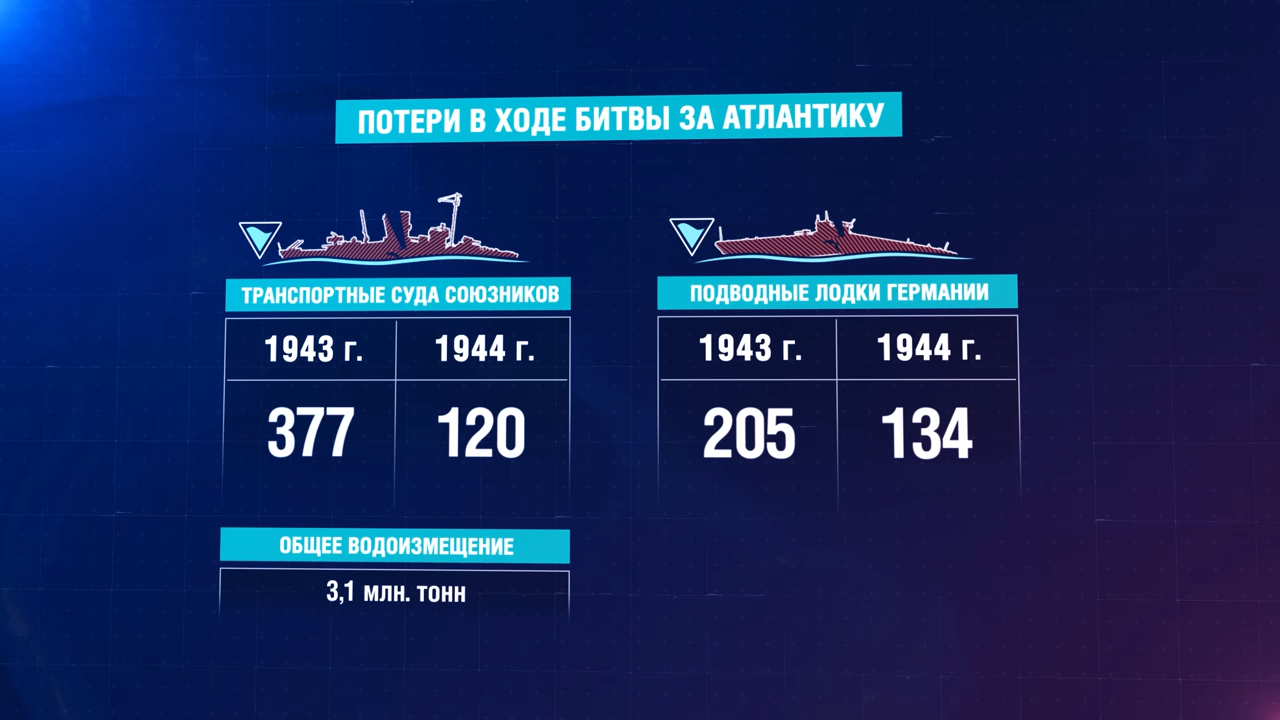 ПОТЕРИ В ХОДЕ БИТВЫ ЗА АТЛАНТИКУ
ТРАНСПОРТНЫЕ СУДА СОЮЗНИКОВ
1943 г. 1944 г.
377 120
ОБЩЕЕ ВОДОИЗМЕЩЕНИЕ
3,1 млн. тонн
ПОДВОДНЫЕ ЛОДКИ ГЕРМАНИИ
1943 г. 1944 г.
205 134